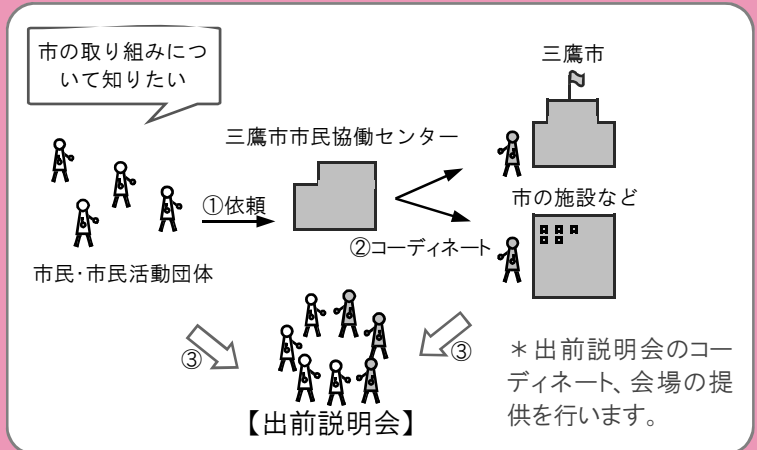 市の取り組みにつ
いて知りたい
三鷹市
三鷹市市民協働センター
市の施設など
①依頼
②コーディネート
市民・市民活動団体
③
③
＊出前説明会のコー
ディネート、会場の提
供を行います。
【出前説明会】